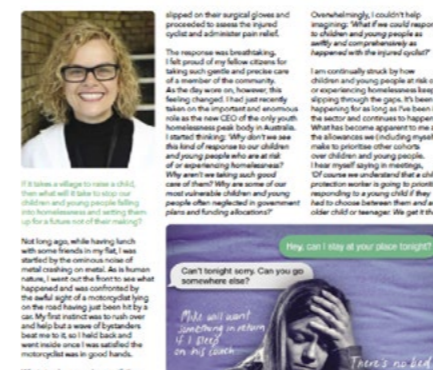 If it takes a village to raise a child,
then what will it take to stop our
children and young people falling
into homelessness and setting them
up for a future not of their making?
Not long ago, while having lunch
with some friends in my flat, I was
startled by the ominous noise of
metal crashing on metal. As is human
nature, I went out the front to see what
happened and was confronted by
the awful sight of a motorcyclist lying
on the road having just been hit by a
car. My first instinct was to rush over
and help but a wave of bystanders
beat me to it, so I held back and
went inside once I was satisfied the
motorcyclist was in good hands.
slipped on their surgical gloves and
proceeded to assess the injured
cyclist and administer pain relief.
The response was breathtaking.
I felt proud of my fellow citizens for
taking such gentle and precise care
of a member of the community.
As the day wore on, however, this
feeling changed. I had just recently
taken on the important and enormous
role as the new CEO of the only youth
homelessness peak body in Australia.
I started thinking: 'Why don't we see
this kind of response to our children
and young people who are at risk
of or experiencing homelessness?
Why aren't we taking such good
care of them? Why are some of our
most vulnerable children and young
people often neglected in government
plans and funding allocations?'
Overwhelmingly, I couldn't help
imagining: 'What if we could respon
to children and young people as
swiftly and comprehensively as
happened with the injured cyclist?'
I am continually struck by how
children and young people at risk o
or experiencing homelessness keep
slipping through the gaps. It's been
happening for as long as I've been i
the sector and continues to happen
What has become apparent to me a
the allowances we (including mysel
make to prioritise other cohorts
over children and young people.
I hear myself saying in meetings,
'Of course we understand that a chil
protection worker is going to priorit
responding to a young child if they
had to choose between them and a
older child or teenager. We get it th
Hey, can I stay at your place tonight?
Can't tonight sorry. Can you go
somewhere else?
Mike will want
something in return
if I sleep
on his couch
There's no bed